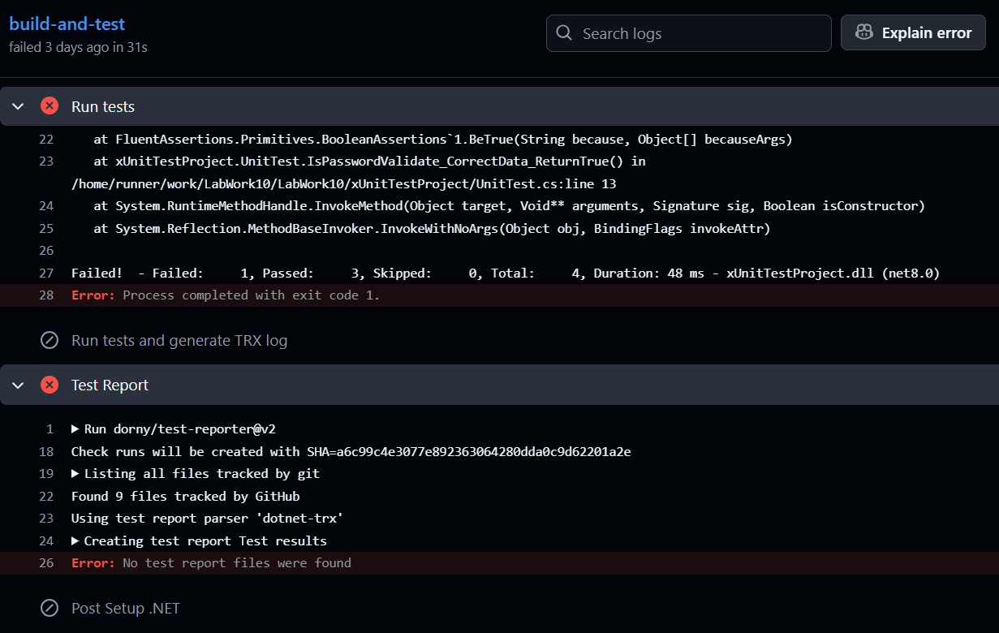 build-and-test
failed 3 days ago in 31s
Search logs
Explain error
Run tests
22 at FluentAssertions.Primitives.BooleanAssertions`1.BeTrue(String because, Object[] becauseArgs)
23 at xUnitTestProject.UnitTest.IsPasswordValidate_CorrectData_ReturnTrue() in
/home/runner/work/LabWork10/LabWork10/xUnitTestProject/UnitTest.cs:line 13
24 at System.RuntimeMethodHandle.InvokeMethod(Object target, Void** arguments, Signature sig, Boolean isConstructor)
25 at System.Reflection.MethodBaseInvoker.InvokeWithNoArgs(Object obj, BindingFlags invokeAttr)
26
27 Failed! - Failed: 1, Passed: 3, Skipped: 0, Total: 4, Duration: 48 ms - xUnitTestProject.dll (net8.0)
28 Error: Process completed with exit code 1.
Run tests and generate TRX log
Test Report
1 Run dorny/test-reporter@v2
18 Check runs will be created with SHA=a6c99c4e3077e892363064280dda0c9d62201a2e
19 Listing all files tracked by git
22 Found 9 files tracked by GitHub
23 Using test report parser 'dotnet-trx'
24 Creating test report Test results
26 Error: No test report files were found
Post Setup .NET